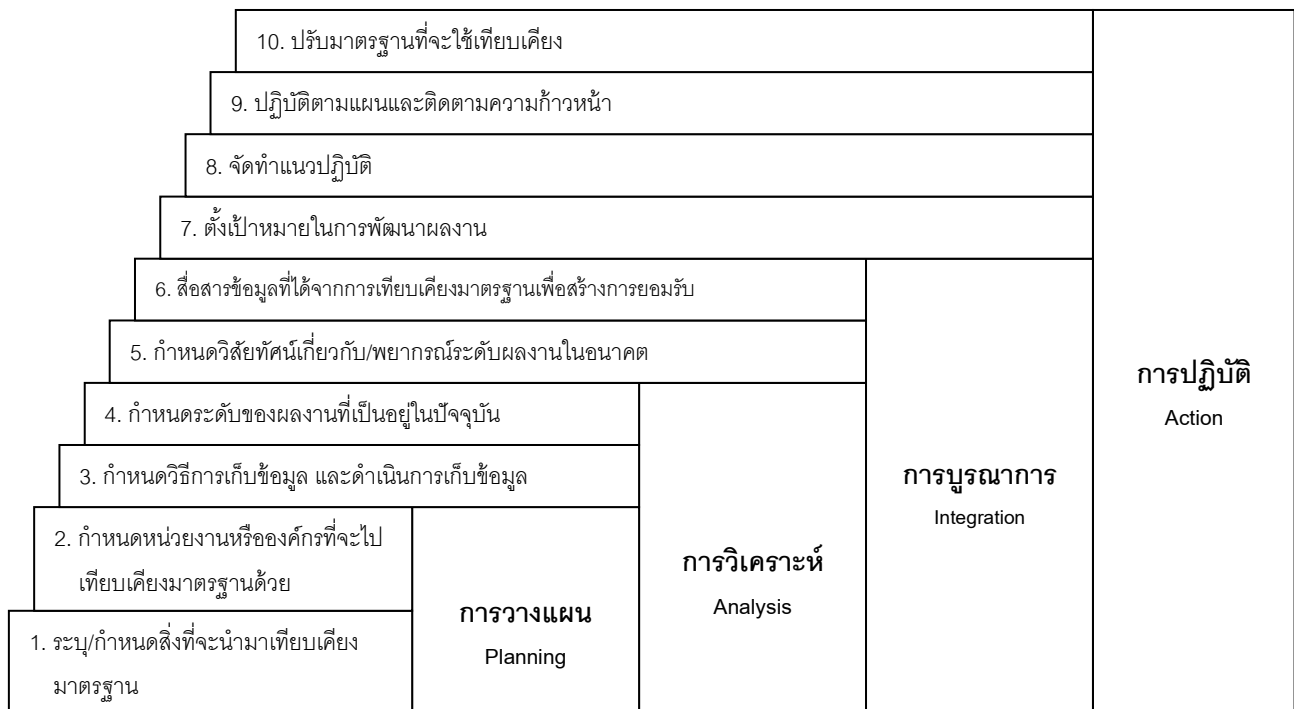 10. ปรับมาตรฐานที่จะใช้เทียบเคียง
9. ปฏิบัติตามแผนและติดตามความก้าวหน้า
8. จัดทำแนวปฏิบัติ
7. ตั้งเป้าหมายในการพัฒนาผลงาน
6. สื่อสารข้อมูลที่ได้จากการเทียบเคียงมาตรฐานเพื่อสร้างการยอมรับ
5. กำหนดวิสัยทัศน์เกี่ยวกับ/พยากรณ์ระดับผลงานในอนาคต
4. กำหนดระดับของผลงานที่เป็นอยู่ในปัจจุบัน
3. กำหนดวิธีการเก็บข้อมูล และดำเนินการเก็บข้อมูล
2. กำหนดหน่วยงานหรือองค์กรที่จะไป
เทียบเคียงมาตรฐานด้วย
1. ระบุ/กำหนดสิ่งที่จะนำมาเทียบเคียง
มาตรฐาน
การวางแผน
Planning
การวิเคราะห์
Analysis
การบูรณาการ
Integration
การปฏิบัติ
Action